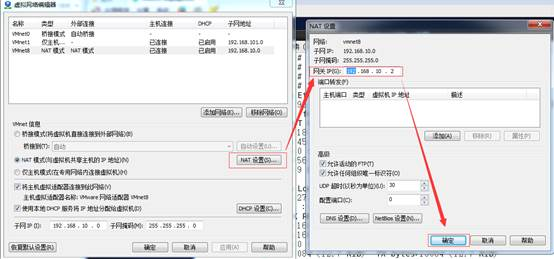 虚拟网络编辑器
名称 类型 外部连接 主机连接 DHCP 子网地址
VMnet0 桥接模式 自动桥接 - - -
VMnet1 仅主机... - 已连接 已启用 192.168.101.0
VMnet8 NAT 模式 NAT 模式 已连接 已启用 192.168.10.0
添加网络(E)... 移除网络(O)
VMnet 信息
桥接模式(将虚拟机直接连接到外部网络)(B)
桥接到(T): 自动 自动设置(U)...
NAT 模式(与虚拟机共享主机的 IP 地址)(N) NAT 设置(S)...
仅主机模式(在专用网络内连接虚拟机)(H)
将主机虚拟适配器连接到此网络(V)
主机虚拟适配器名称: VMware 网络适配器 VMnet8
使用本地 DHCP 服务将 IP 地址分配给虚拟机(D) DHCP 设置(C)...
子网 IP (I): 192 . 168 . 10 . 0 子网掩码(M): 255 . 255 . 255 . 0
恢复默认设置(R) 确定 取消 应用(A) 帮助
NAT 设置
网络: vmnet8
子网 IP: 192.168.10.0
子网掩码: 255.255.255.0
网关 IP(G): 192 . 168 . 10 . 2
端口转发(F)
主机端口 类型 虚拟机 IP 地址 描述
添加(A)... 移除(R) 属性(P)
高级
允许活动的 FTP(T)
允许任何组织唯一标识符(O)
UDP 超时(以秒为单位)(U): 30
配置端口(C): 0
DNS 设置(D)... NetBios 设置(N)...
确定 取消 帮助